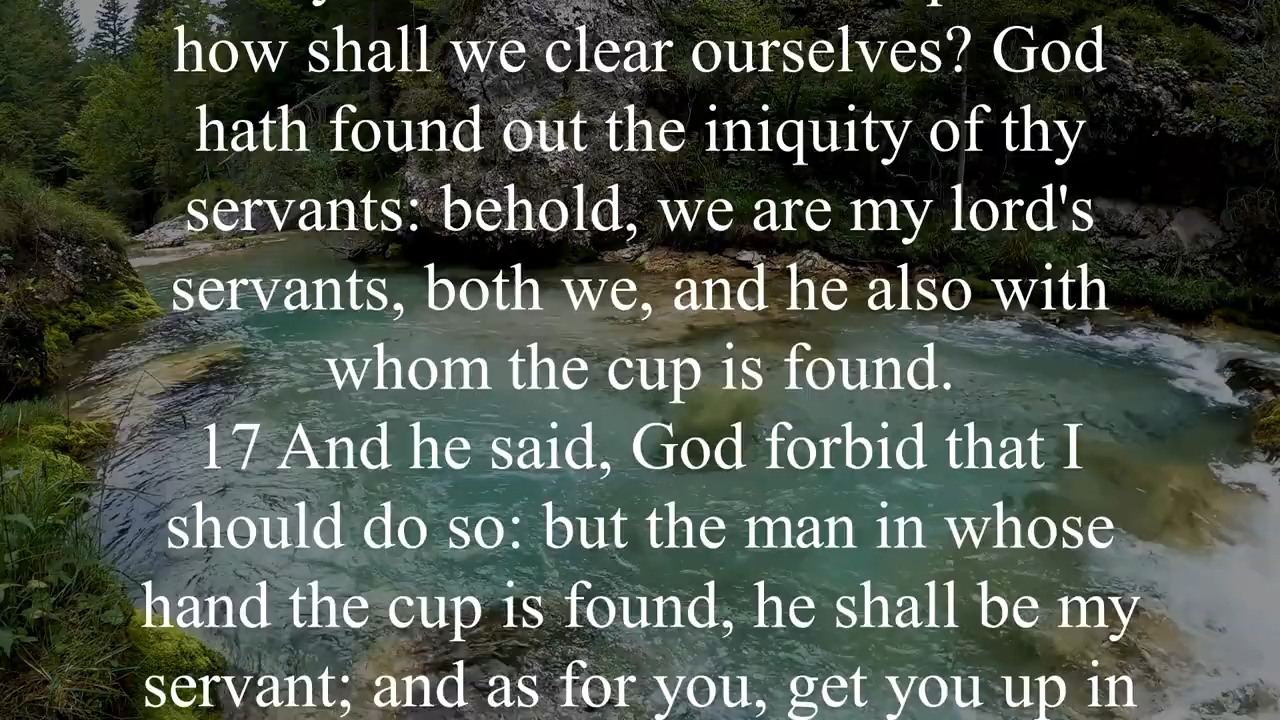 how shall we clear ourselves? God
hath found out the iniquity of thy
servants: behold, we are my lord's
servants, both we, and he also with
whom the cup is found.
17 And he said, God forbid that I
should do so: but the man in whose
hand the cup is found, he shall be my
servant; and as for you, get you up in